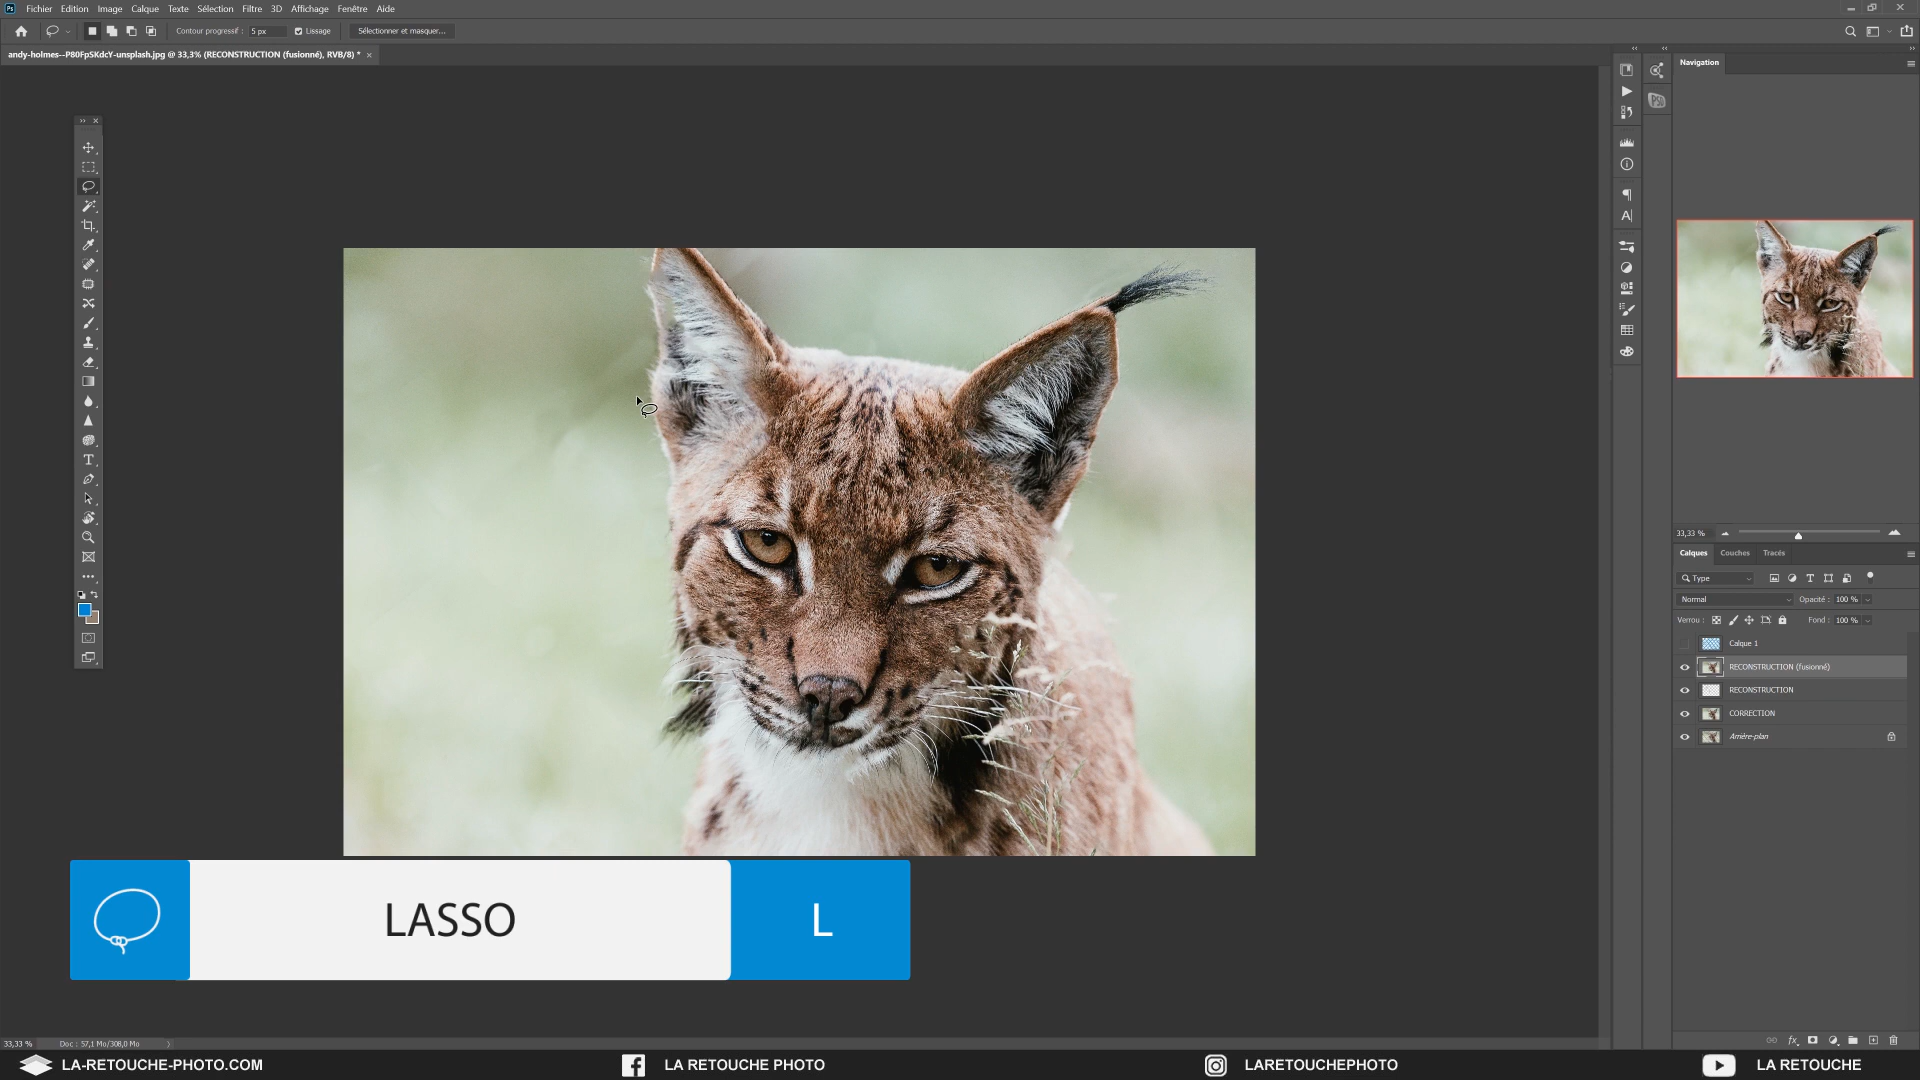 Ps Fichier Edition Image Calque Texte Sélection Filtre 3D Affichage Fenêtre Aide
Contour progressif : 5 px Lissage Sélectionner et masquer...
andy-holmes--P80FpSKdcY-unsplash.jpg @ 33,3% (RECONSTRUCTION (fusionné), RVB/8) *
Navigation
33,33 %
Calques Couches Tracés
Type
Normal Opacité : 100 %
Verrou : Fond : 100 %
Calque 1
RECONSTRUCTION (fusionné)
RECONSTRUCTION
CORRECTION
Arrière-plan
LASSO L
33,33 % Doc : 57,1 Mo/308,0 Mo
LA-RETOUCHE-PHOTO.COM LA RETOUCHE PHOTO LARETOUCHEPHOTO LA RETOUCHE